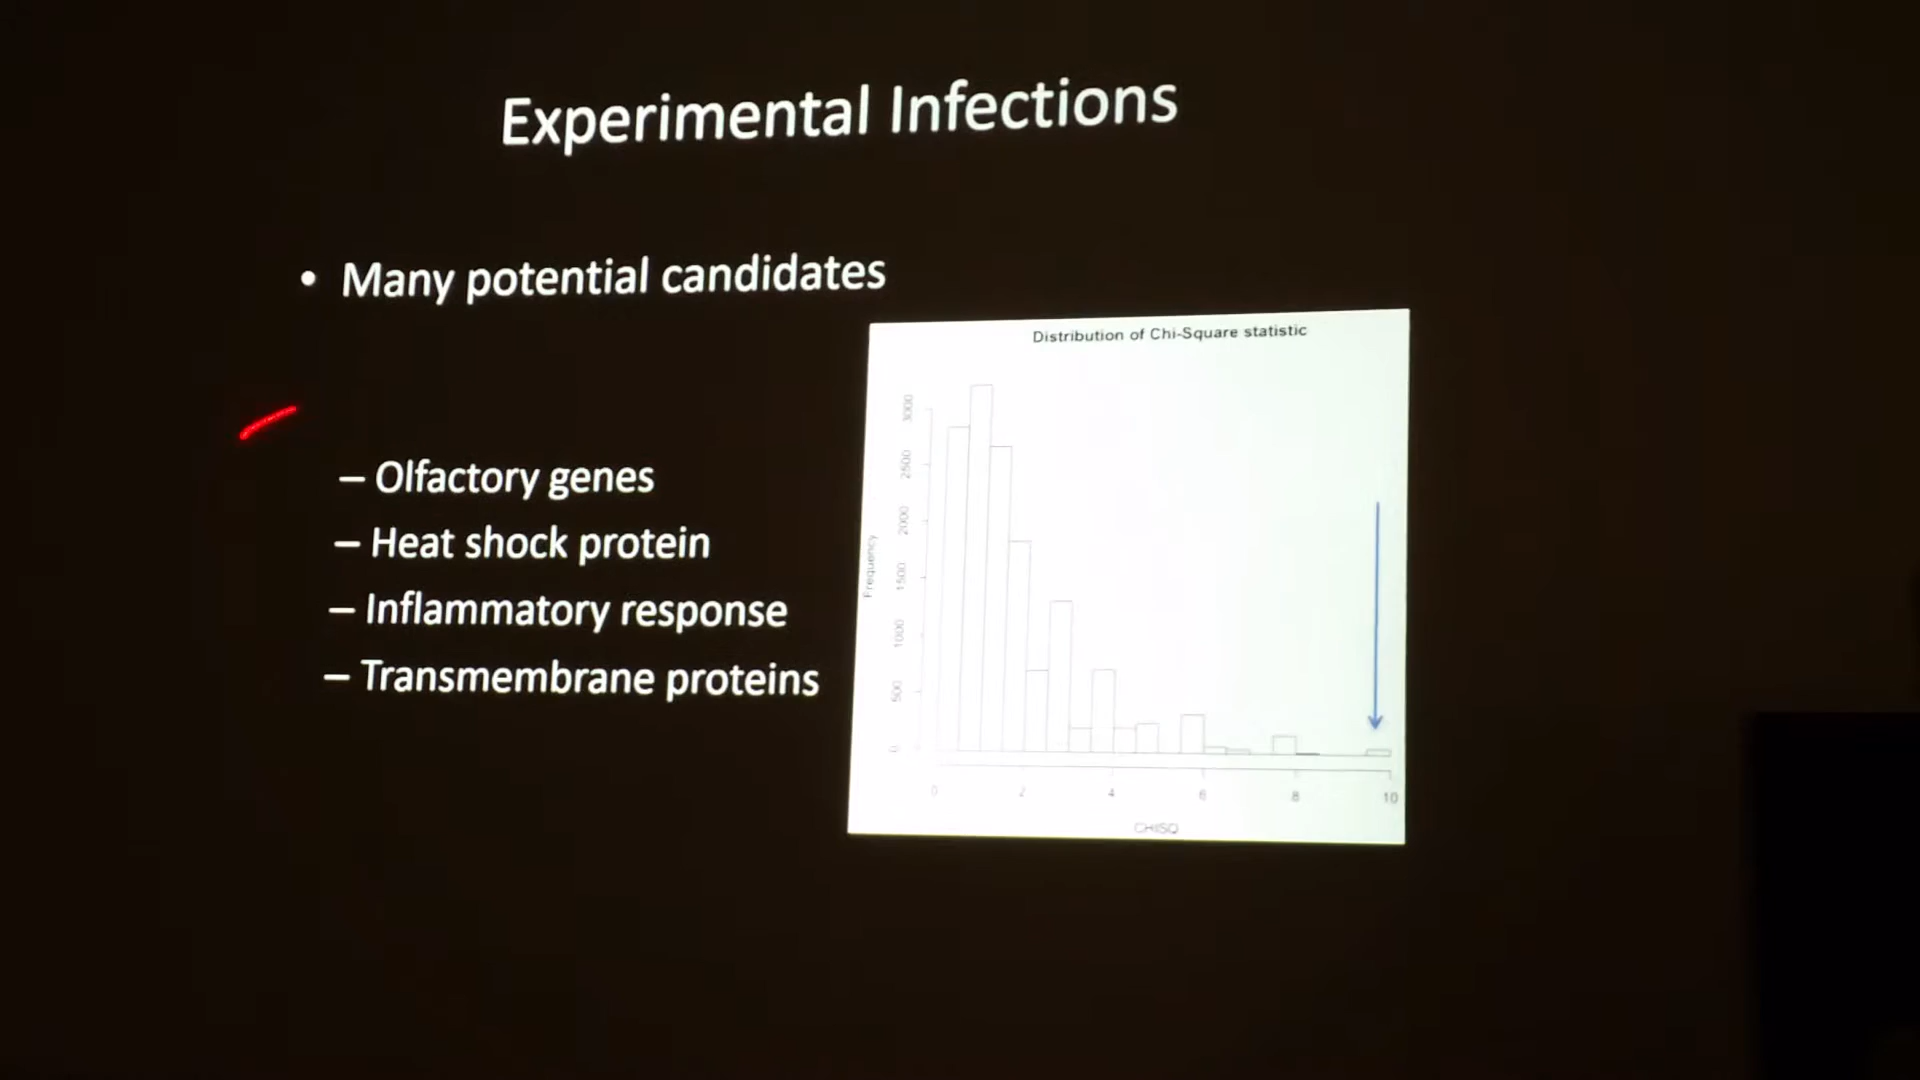 Experimental Infections
• Many potential candidates
– Olfactory genes
– Heat shock protein
– Inflammatory response
– Transmembrane proteins
Distribution of Chi-Square statistic
Frequency
3000
2500
2000
1500
1000
500
0
0 2 4 6 8 10
CHISQ